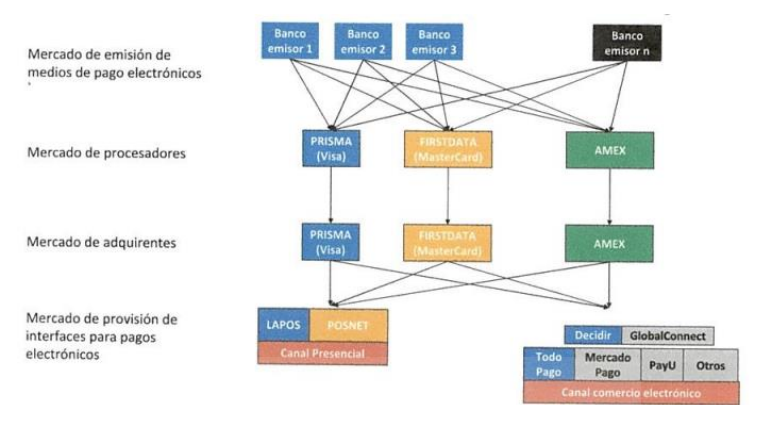 Mercado de emisión de
medios de pago electrónicos
Banco
emisor 1
Banco
emisor 2
Banco
emisor 3
Banco
emisor n
Mercado de procesadores
PRISMA
(Visa)
FIRSTDATA
(MasterCard)
AMEX
Mercado de adquirentes
PRISMA
(Visa)
FIRSTDATA
(MasterCard)
AMEX
Mercado de provisión de
interfaces para pagos
electrónicos
LAPOS
POSNET
Canal Presencial
Decidir
GlobalConnect
Todo
Pago
Mercado
Pago
PayU
Otros
Canal comercio electrónico